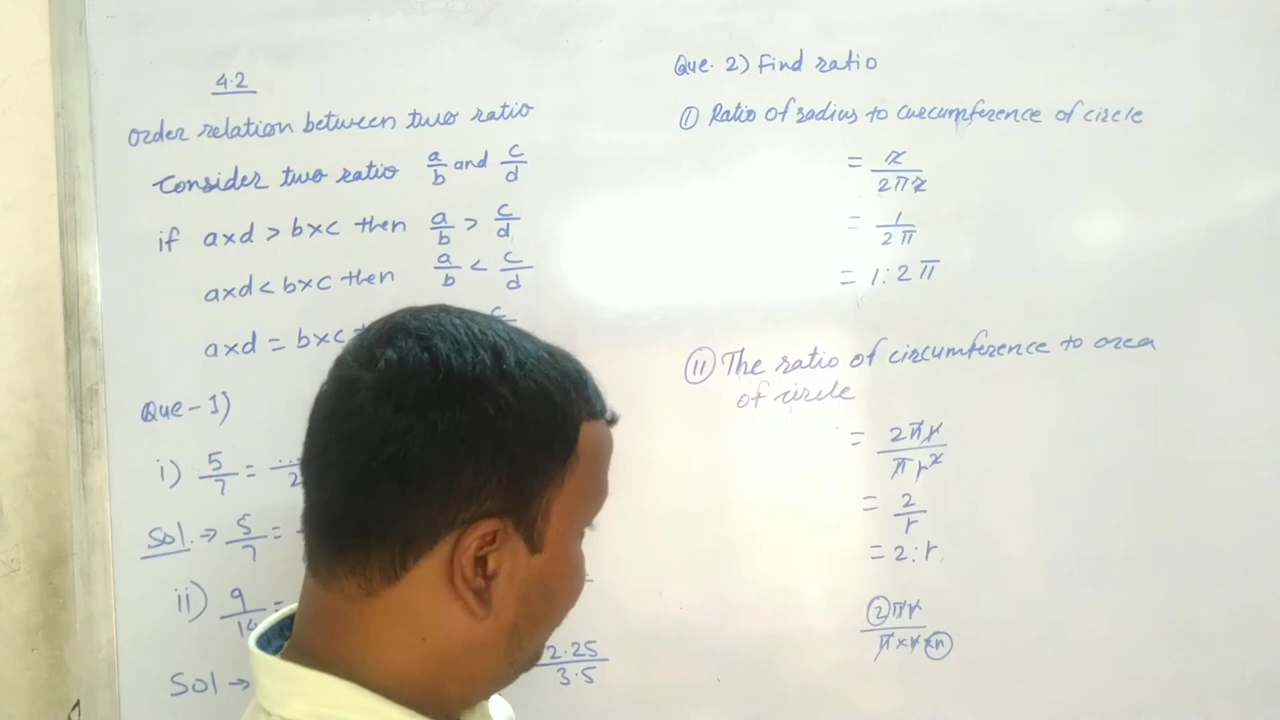 4.2
order relation between two ratio
Consider two ratio a/b and c/d
if a×d > b×c then a/b > c/d
a×d < b×c then a/b < c/d
a×d = b×c
Que-1)
i) 5/7 =
Sol. → 5/7 =
ii) 9/14 =
Sol → 2.25/3.5
Que. 2) Find ratio
① Ratio of radius to circumference of circle
= r/2πr
= 1/2π
= 1:2π
⑪ The ratio of circumference to area
of circle
= 2πr/πr²
= 2/r
= 2:r
2πr/π×r×r